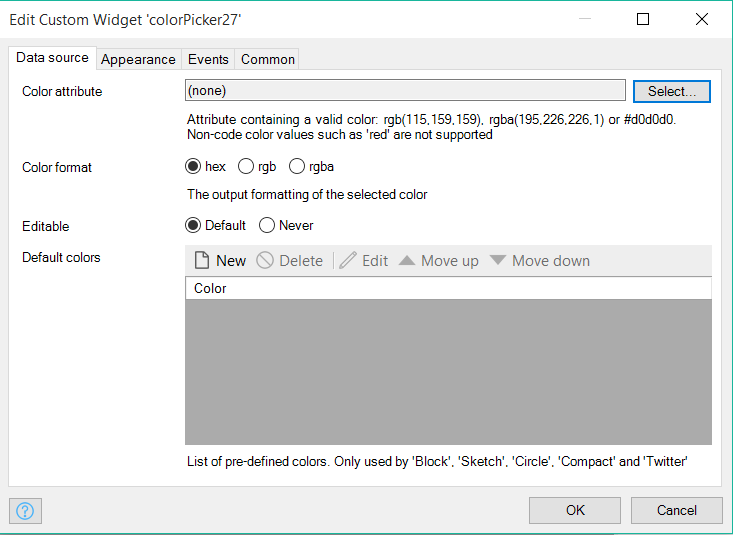 Edit Custom Widget 'colorPicker27'
Data source Appearance Events Common
Color attribute (none) Select...
Attribute containing a valid color: rgb(115,159,159), rgba(195,226,226,1) or #d0d0d0.
Non-code color values such as 'red' are not supported
Color format hex rgb rgba
The output formatting of the selected color
Editable Default Never
Default colors New Delete Edit Move up Move down
Color
List of pre-defined colors. Only used by 'Block', 'Sketch', 'Circle', 'Compact' and 'Twitter'
? OK Cancel